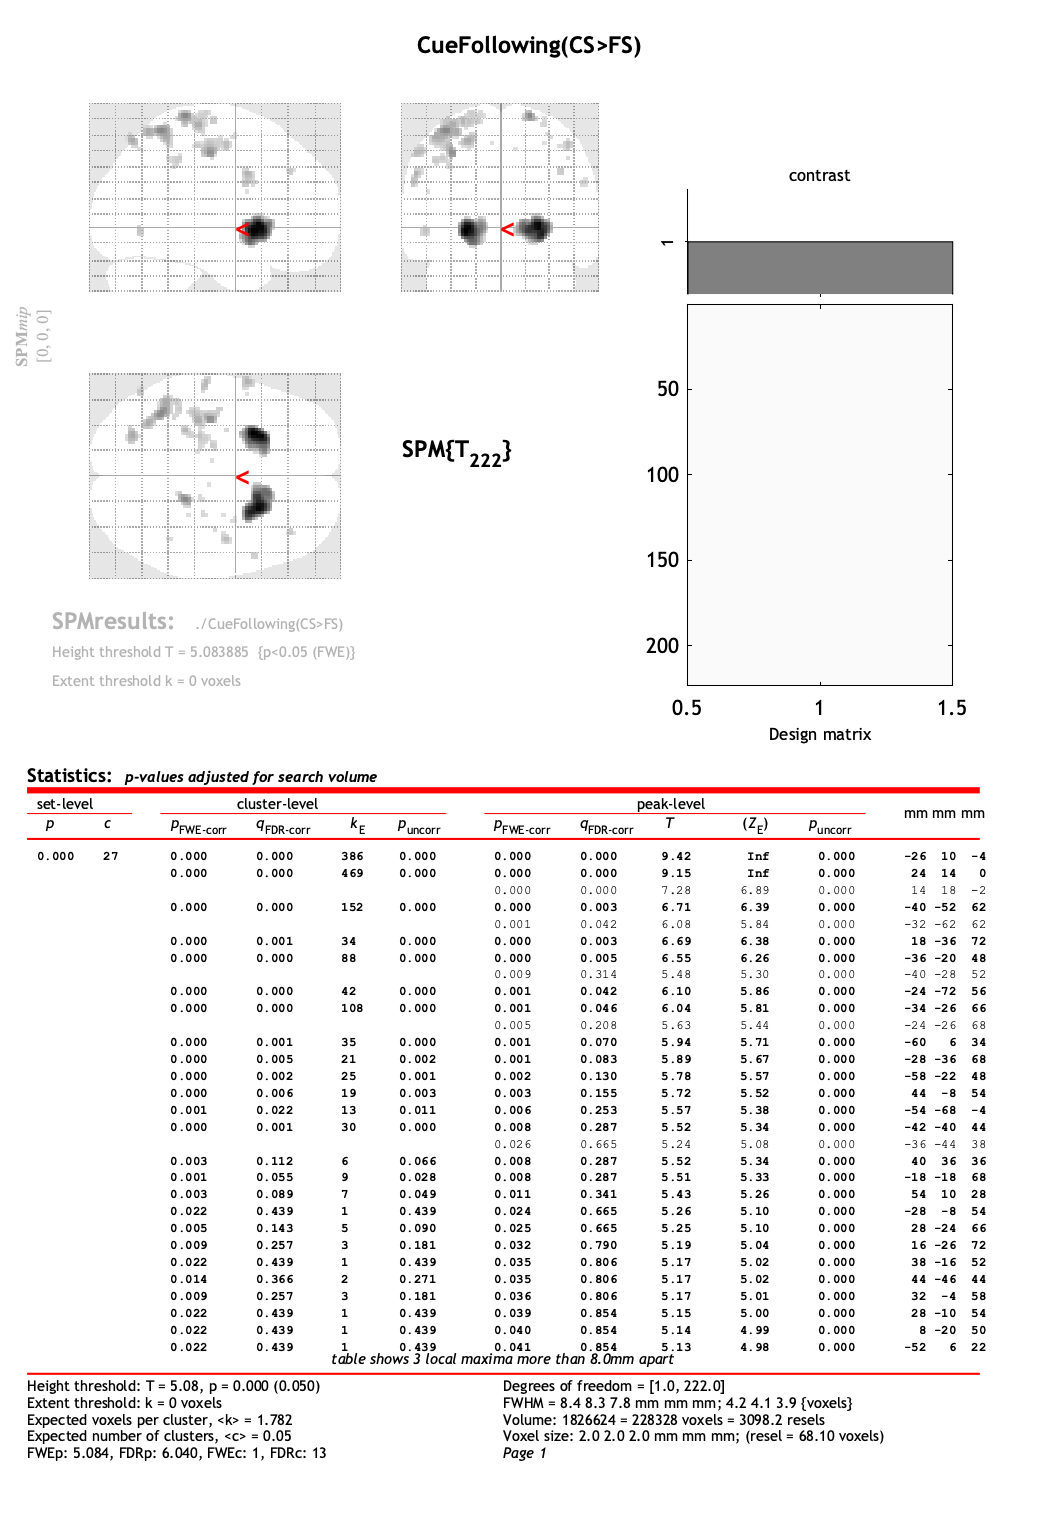 CueFollowing(CS>FS)
<
<
<
SPMmip
[0, 0, 0]
SPM{T222}
contrast
1
50
100
150
200
0.5 1 1.5
Design matrix
SPMresults: ./CueFollowing(CS>FS)
Height threshold T = 5.083885 {p<0.05 (FWE)}
Extent threshold k = 0 voxels
Statistics: p-values adjusted for search volume
set-level cluster-level peak-level
p c pFWE-corr qFDR-corr kE puncorr pFWE-corr qFDR-corr T (ZE) puncorr mm mm mm
0.000 27 0.000 0.000 386 0.000 0.000 0.000 9.42 Inf 0.000 -26 10 -4
0.000 0.000 469 0.000 0.000 0.000 9.15 Inf 0.000 24 14 0
0.000 0.000 7.28 6.89 0.000 14 18 -2
0.000 0.000 152 0.000 0.000 0.003 6.71 6.39 0.000 -40 -52 62
0.001 0.042 6.08 5.84 0.000 -32 -62 62
0.000 0.001 34 0.000 0.000 0.003 6.69 6.38 0.000 18 -36 72
0.000 0.000 88 0.000 0.000 0.005 6.55 6.26 0.000 -36 -20 48
0.009 0.314 5.48 5.30 0.000 -40 -28 52
0.000 0.000 42 0.000 0.001 0.042 6.10 5.86 0.000 -24 -72 56
0.000 0.000 108 0.000 0.001 0.046 6.04 5.81 0.000 -34 -26 66
0.005 0.208 5.63 5.44 0.000 -24 -26 68
0.000 0.001 35 0.000 0.001 0.070 5.94 5.71 0.000 -60 6 34
0.000 0.005 21 0.002 0.001 0.083 5.89 5.67 0.000 -28 -36 68
0.000 0.002 25 0.001 0.002 0.130 5.78 5.57 0.000 -58 -22 48
0.000 0.006 19 0.003 0.003 0.155 5.72 5.52 0.000 44 -8 54
0.001 0.022 13 0.011 0.006 0.253 5.57 5.38 0.000 -54 -68 -4
0.000 0.001 30 0.000 0.008 0.287 5.52 5.34 0.000 -42 -40 44
0.026 0.665 5.24 5.08 0.000 -36 -44 38
0.003 0.112 6 0.066 0.008 0.287 5.52 5.34 0.000 40 36 36
0.001 0.055 9 0.028 0.008 0.287 5.51 5.33 0.000 -18 -18 68
0.003 0.089 7 0.049 0.011 0.341 5.43 5.26 0.000 54 10 28
0.022 0.439 1 0.439 0.024 0.665 5.26 5.10 0.000 -28 -8 54
0.005 0.143 5 0.090 0.025 0.665 5.25 5.10 0.000 28 -24 66
0.009 0.257 3 0.181 0.032 0.790 5.19 5.04 0.000 16 -26 72
0.022 0.439 1 0.439 0.035 0.806 5.17 5.02 0.000 38 -16 52
0.014 0.366 2 0.271 0.035 0.806 5.17 5.02 0.000 44 -46 44
0.009 0.257 3 0.181 0.036 0.806 5.17 5.01 0.000 32 -4 58
0.022 0.439 1 0.439 0.039 0.854 5.15 5.00 0.000 28 -10 54
0.022 0.439 1 0.439 0.040 0.854 5.14 4.99 0.000 8 -20 50
0.022 0.439 1 0.439 0.041 0.854 5.13 4.98 0.000 -52 6 22
table shows 3 local maxima more than 8.0mm apart
Height threshold: T = 5.08, p = 0.000 (0.050)
Extent threshold: k = 0 voxels
Expected voxels per cluster, <k> = 1.782
Expected number of clusters, <c> = 0.05
FWEp: 5.084, FDRp: 6.040, FWEc: 1, FDRc: 13
Degrees of freedom = [1.0, 222.0]
FWHM = 8.4 8.3 7.8 mm mm mm; 4.2 4.1 3.9 {voxels}
Volume: 1826624 = 228328 voxels = 3098.2 resels
Voxel size: 2.0 2.0 2.0 mm mm mm; (resel = 68.10 voxels)
Page 1